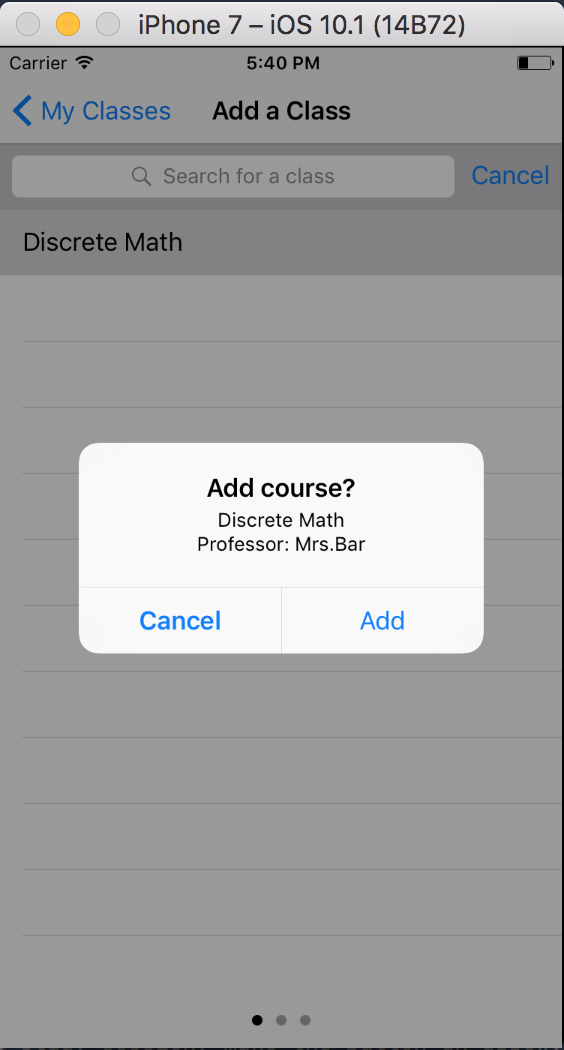 iPhone 7 – iOS 10.1 (14B72)
Carrier 5:40 PM
My Classes Add a Class
Search for a class Cancel
Discrete Math
Add course?
Discrete Math
Professor: Mrs.Bar
Cancel Add